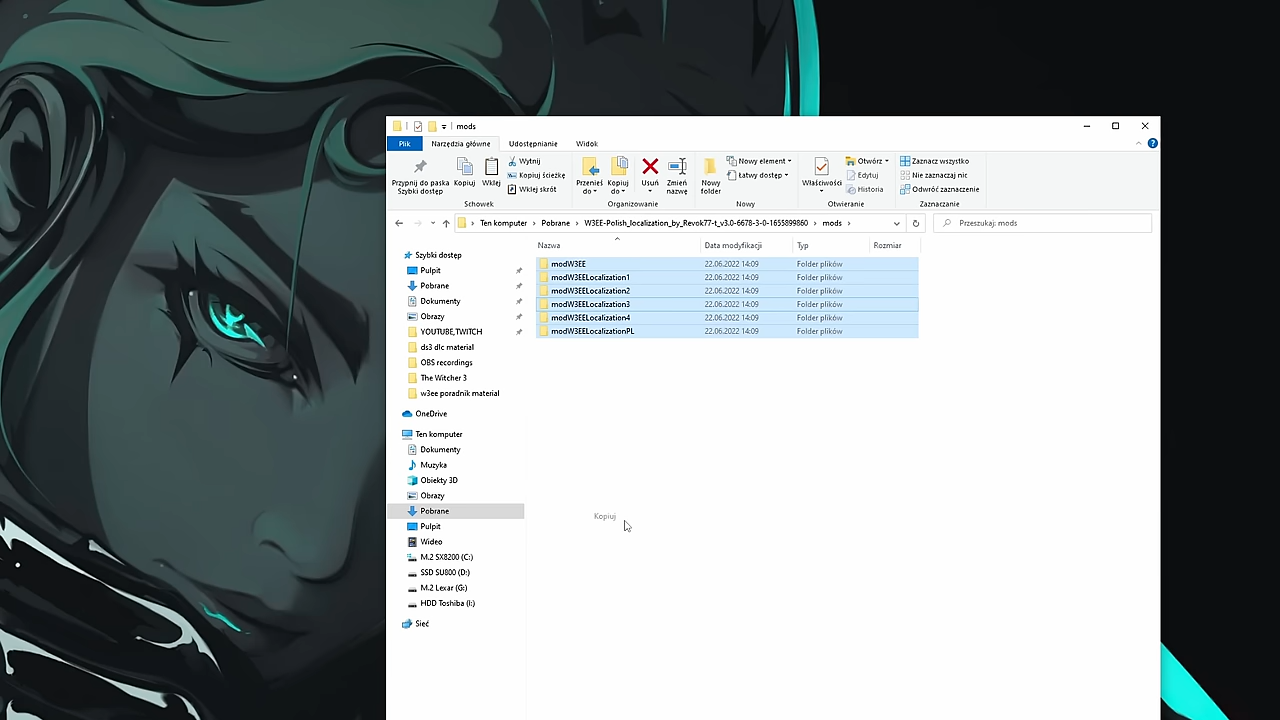 mods
Plik Narzędzia główne Udostępnianie Widok
Przypnij do paska Szybki dostęp
Kopiuj
Wklej
Wytnij
Kopiuj ścieżkę
Wklej skrót
Schowek
Przenieś do
Kopiuj do
Usuń
Zmień nazwę
Organizowanie
Nowy folder
Nowy element
Łatwy dostęp
Nowy
Właściwości
Otwórz
Edytuj
Historia
Otwieranie
Zaznacz wszystko
Nie zaznaczaj nic
Odwróć zaznaczenie
Zaznaczanie
Ten komputer > Pobrane > W3EE-Polish_localization_by_Revok77-t_v3.0-6678-3-0-1655899860 > mods >
Przeszukaj: mods
Nazwa Data modyfikacji Typ Rozmiar
modW3EE 22.06.2022 14:09 Folder plików
modW3EELocalization1 22.06.2022 14:09 Folder plików
modW3EELocalization2 22.06.2022 14:09 Folder plików
modW3EELocalization3 22.06.2022 14:09 Folder plików
modW3EELocalization4 22.06.2022 14:09 Folder plików
modW3EELocalizationPL 22.06.2022 14:09 Folder plików
Szybki dostęp
Pulpit
Pobrane
Dokumenty
Obrazy
YOUTUBE,TWITCH
ds3 dlc material
OBS recordings
The Witcher 3
w3ee poradnik material
OneDrive
Ten komputer
Dokumenty
Muzyka
Obiekty 3D
Obrazy
Pobrane
Pulpit
Wideo
M.2 SX8200 (C:)
SSD SU800 (D:)
M.2 Lexar (G:)
HDD Toshiba (I:)
Sieć
Kopiuj